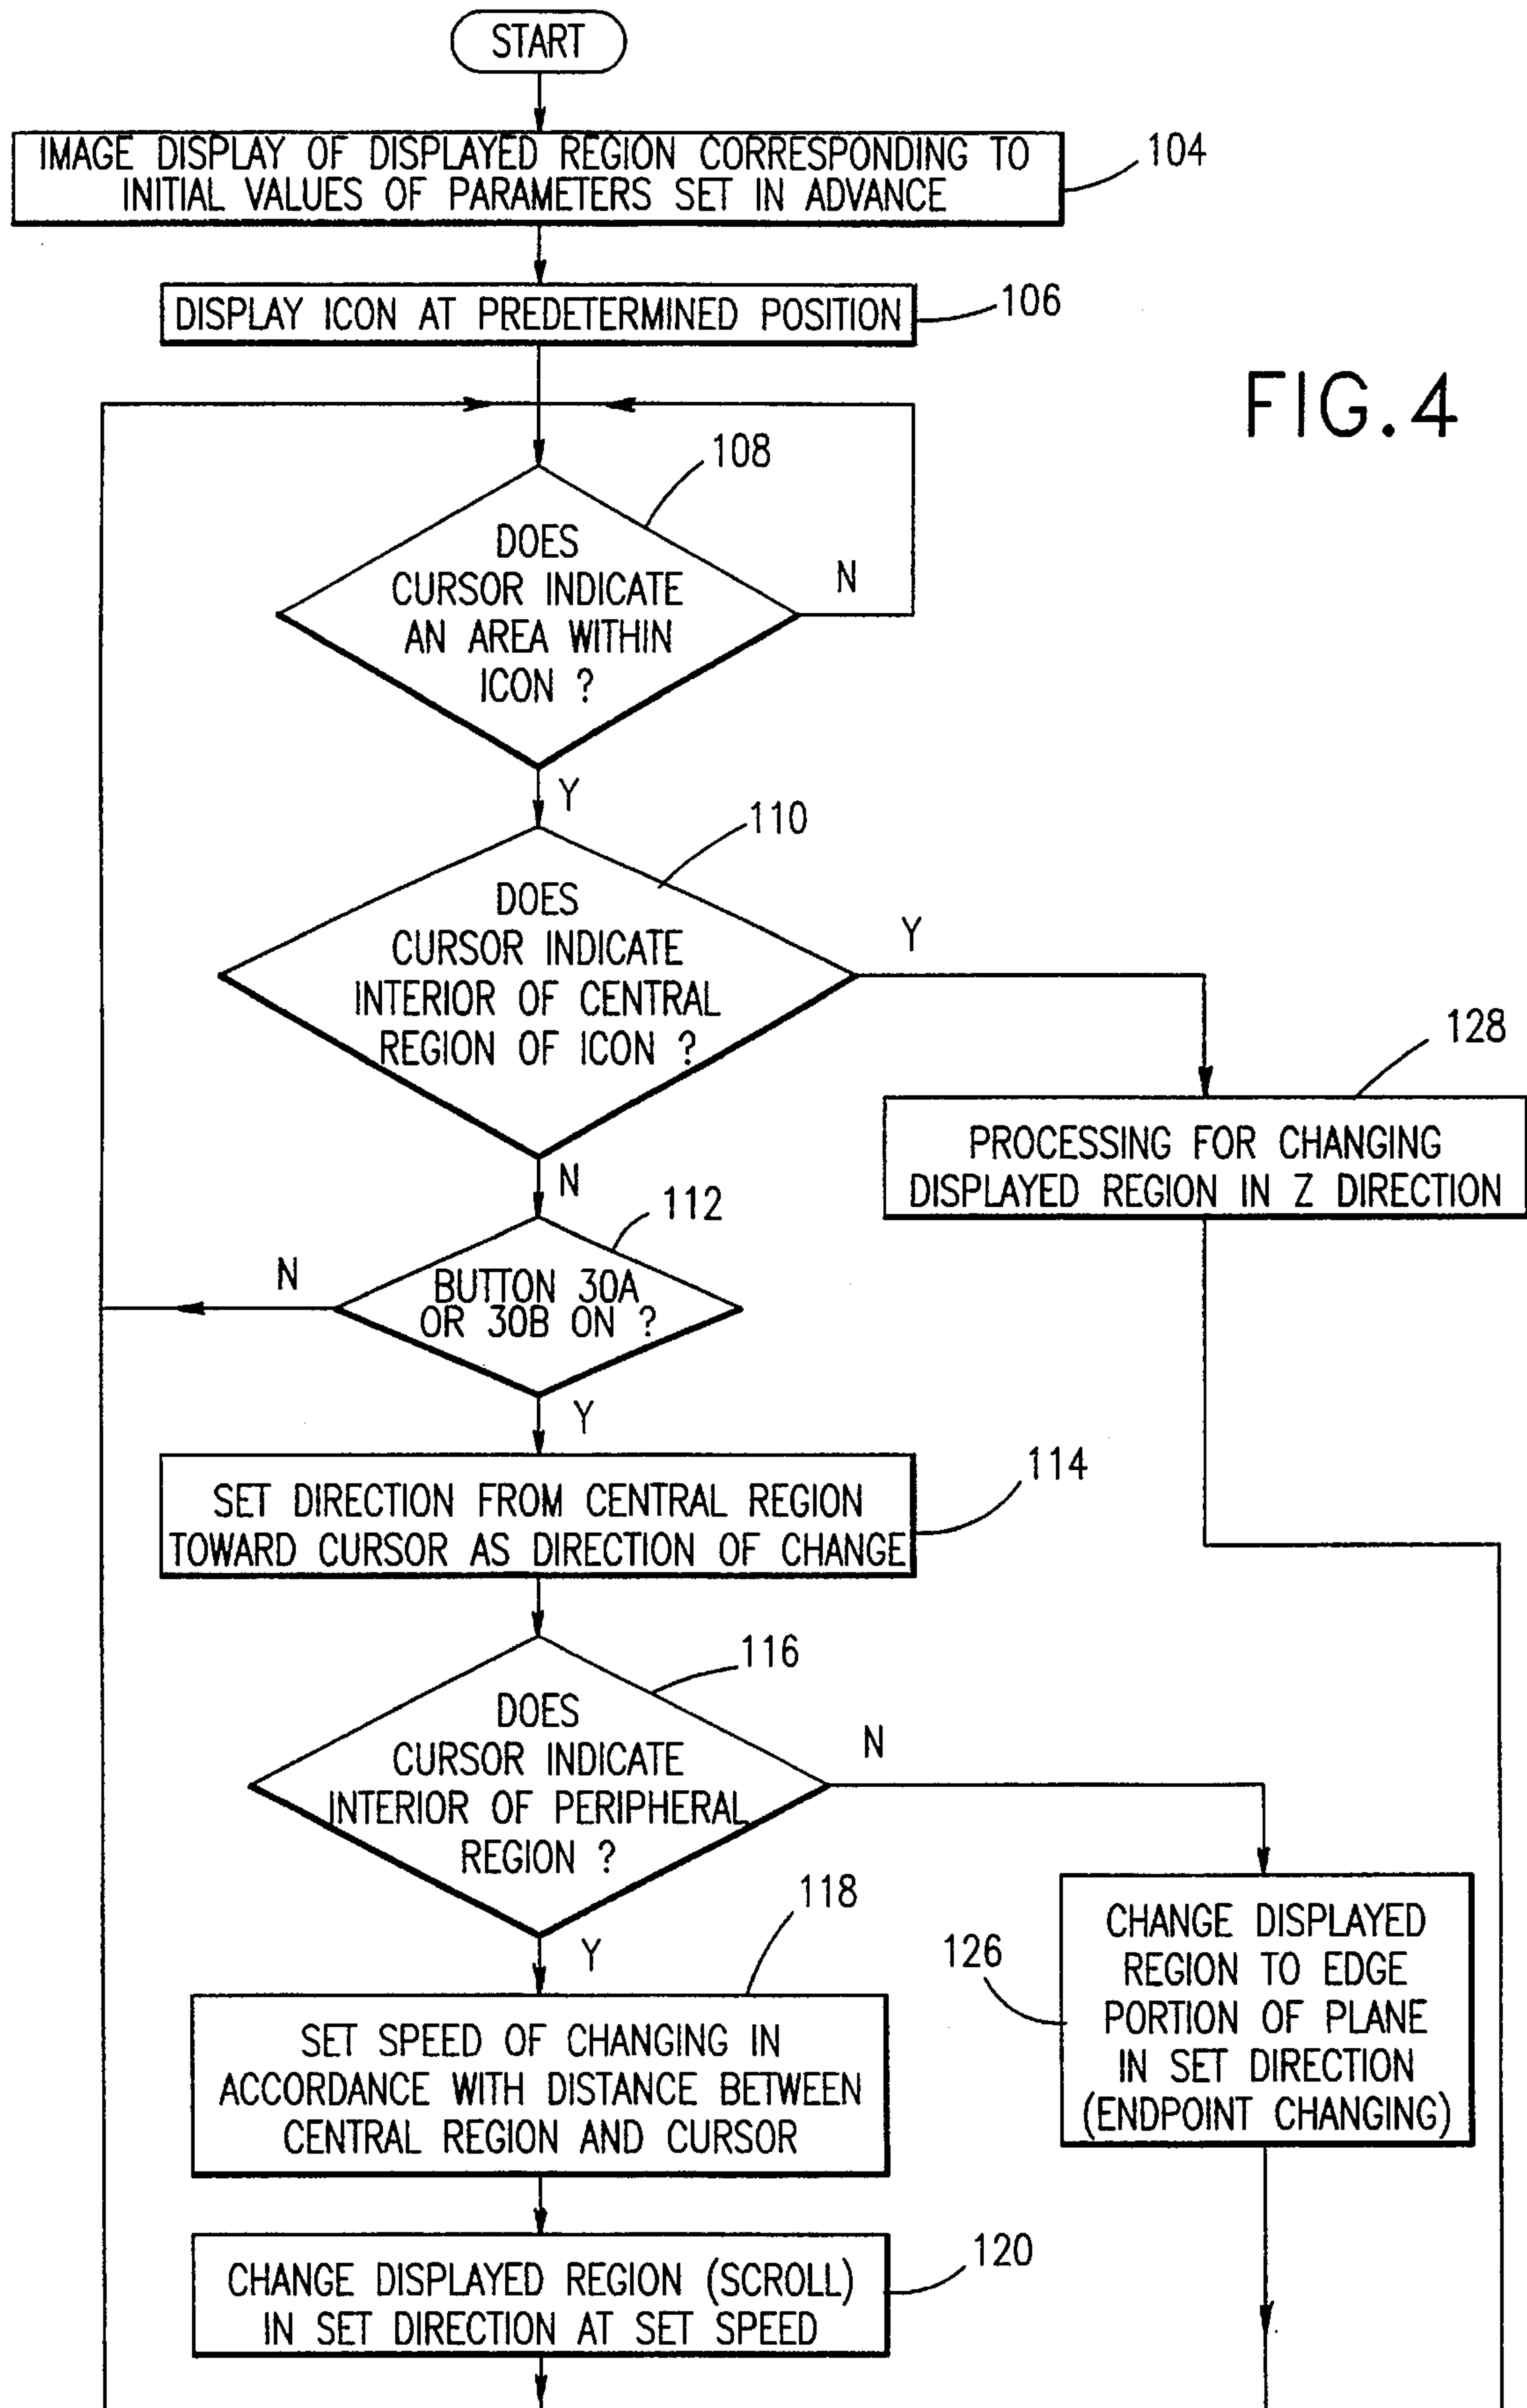 START
IMAGE DISPLAY OF DISPLAYED REGION CORRESPONDING TO
INITIAL VALUES OF PARAMETERS SET IN ADVANCE
104
DISPLAY ICON AT PREDETERMINED POSITION
106
FIG. 4
108
DOES
CURSOR INDICATE
AN AREA WITHIN
ICON ?
N
Y
110
DOES
CURSOR INDICATE
INTERIOR OF CENTRAL
REGION OF ICON ?
Y
N
128
PROCESSING FOR CHANGING
DISPLAYED REGION IN Z DIRECTION
112
BUTTON 30A
OR 30B ON ?
N
Y
114
SET DIRECTION FROM CENTRAL REGION
TOWARD CURSOR AS DIRECTION OF CHANGE
116
DOES
CURSOR INDICATE
INTERIOR OF PERIPHERAL
REGION ?
N
Y
118
SET SPEED OF CHANGING IN
ACCORDANCE WITH DISTANCE BETWEEN
CENTRAL REGION AND CURSOR
126
CHANGE DISPLAYED
REGION TO EDGE
PORTION OF PLANE
IN SET DIRECTION
(ENDPOINT CHANGING)
120
CHANGE DISPLAYED REGION (SCROLL)
IN SET DIRECTION AT SET SPEED